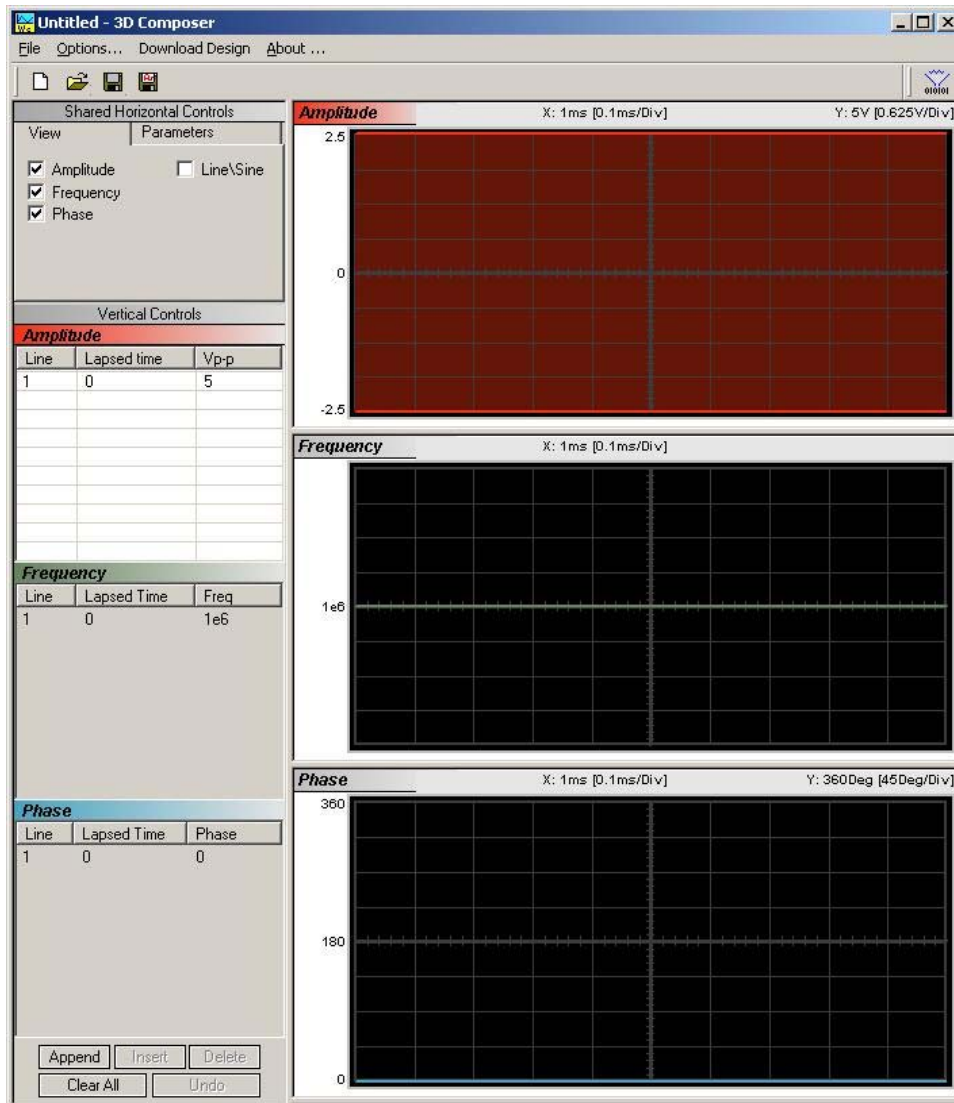 Untitled - 3D Composer
File Options... Download Design About ...
Shared Horizontal Controls
View Parameters
Amplitude Line\Sine
Frequency
Phase
Vertical Controls
Amplitude
Line Lapsed time Vp-p
1 0 5
Frequency
Line Lapsed Time Freq
1 0 1e6
Phase
Line Lapsed Time Phase
1 0 0
Append Insert Delete
Clear All Undo
010101
Amplitude X: 1ms [0.1ms/Div] Y: 5V [0.625V/Div]
2.5
0
-2.5
Frequency X: 1ms [0.1ms/Div]
1e6
Phase X: 1ms [0.1ms/Div] Y: 360Deg [45Deg/Div]
360
180
0